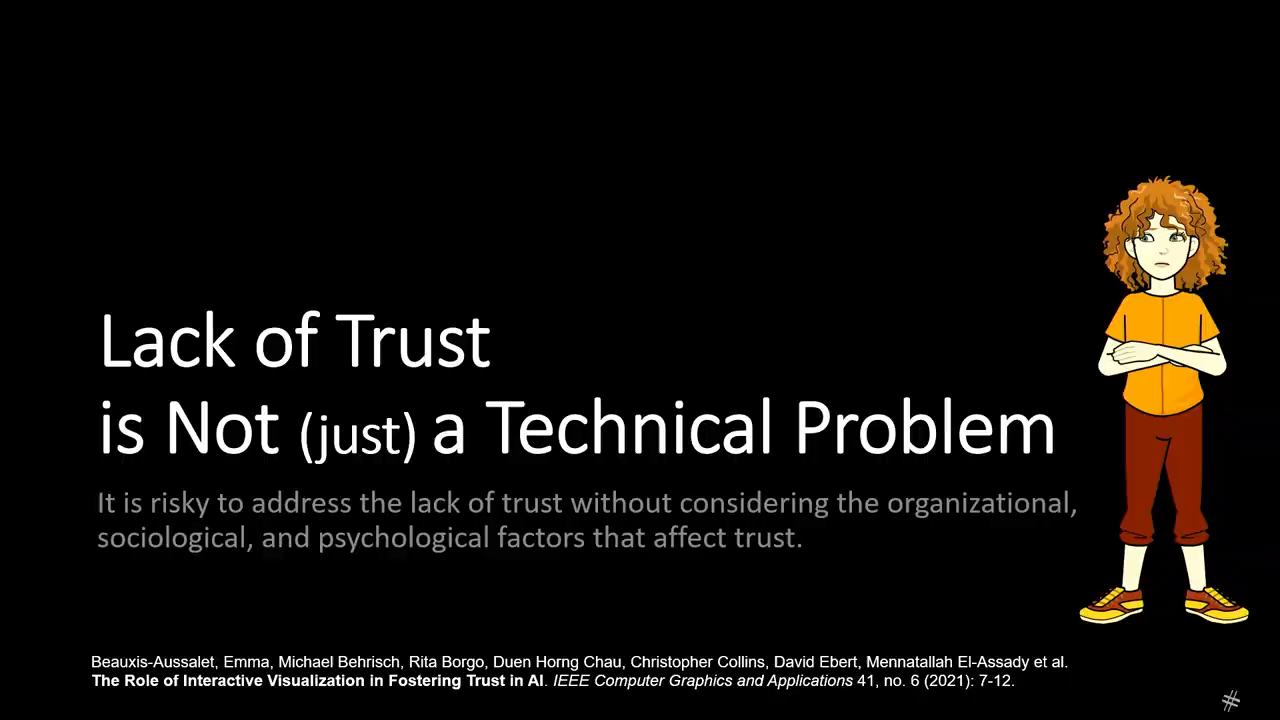 Lack of Trust
is Not (just) a Technical Problem
It is risky to address the lack of trust without considering the organizational,
sociological, and psychological factors that affect trust.
Beauxis-Aussalet, Emma, Michael Behrisch, Rita Borgo, Duen Horng Chau, Christopher Collins, David Ebert, Mennatallah El-Assady et al.
The Role of Interactive Visualization in Fostering Trust in AI. IEEE Computer Graphics and Applications 41, no. 6 (2021): 7-12.
#